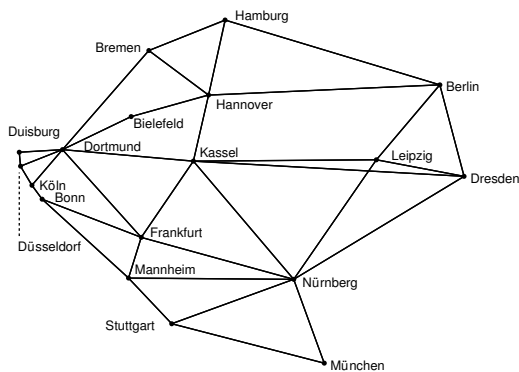 Hamburg
Bremen
Berlin
Hannover
Bielefeld
Duisburg
Dortmund
Kassel
Leipzig
Dresden
Köln
Bonn
Frankfurt
Düsseldorf
Mannheim
Nürnberg
Stuttgart
München